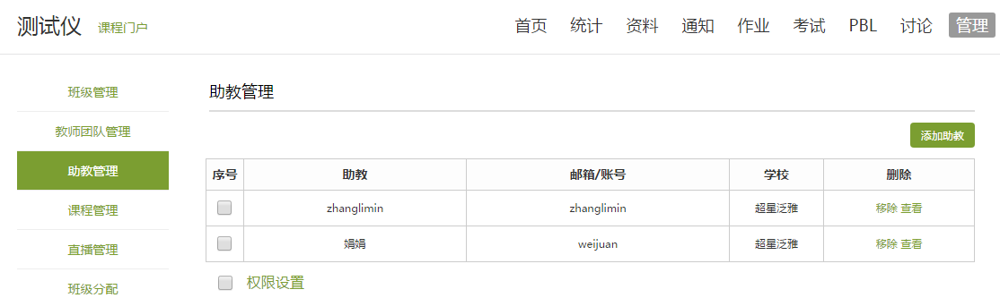 测试仪 课程门户 首页 统计 资料 通知 作业 考试 PBL 讨论 管理
班级管理
教师团队管理
助教管理
课程管理
直播管理
班级分配
助教管理
添加助教
序号 助教 邮箱/账号 学校 删除
zhanglimin zhanglimin 超星泛雅 移除 查看
娟娟 weijuan 超星泛雅 移除 查看
权限设置